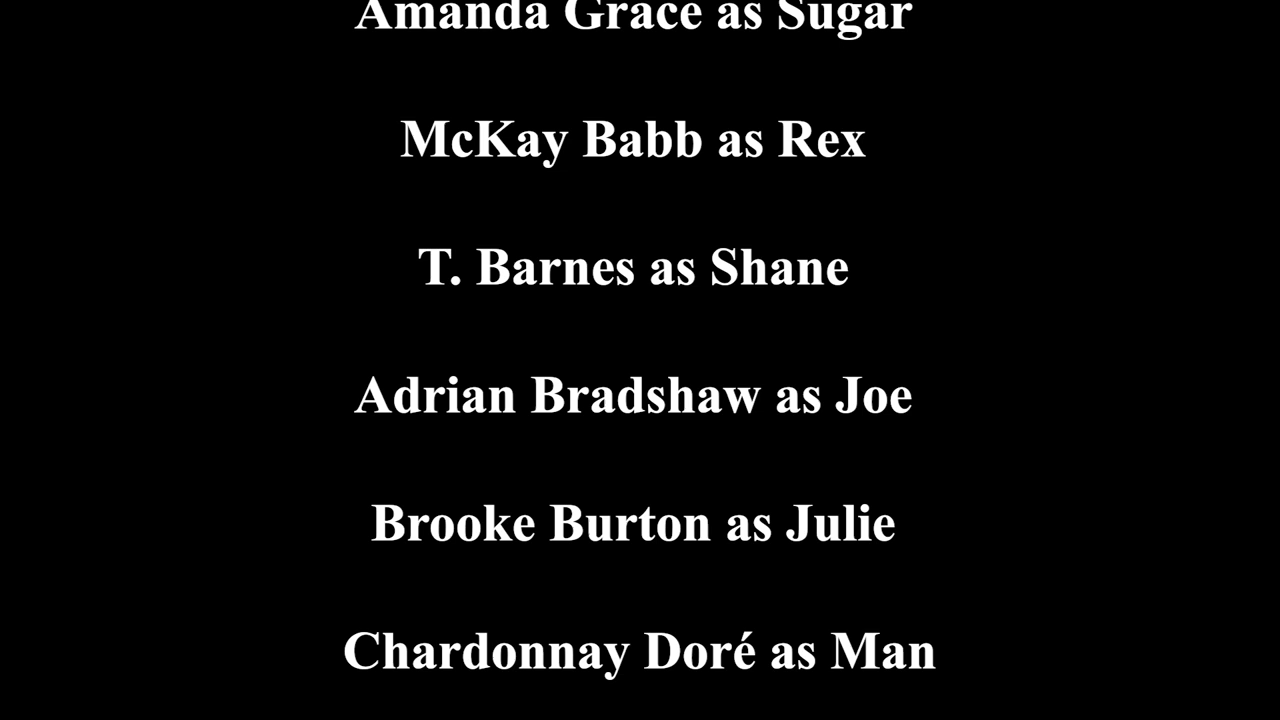 Amanda Grace as Sugar
McKay Babb as Rex
T. Barnes as Shane
Adrian Bradshaw as Joe
Brooke Burton as Julie
Chardonnay Doré as Man